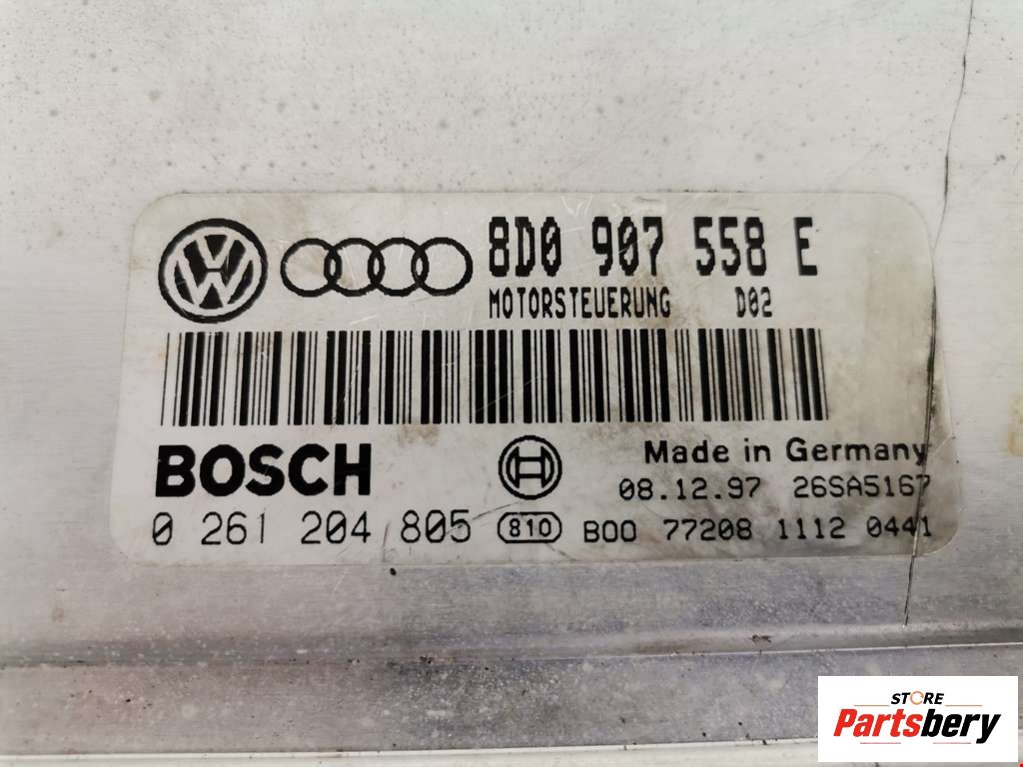 8D0 907 558 E
MOTORSTEUERUNG D02
BOSCH
Made in Germany
08.12.97 26SA5167
0 261 204 805 810 B00 77208 1112 0441
STORE
Partsbery